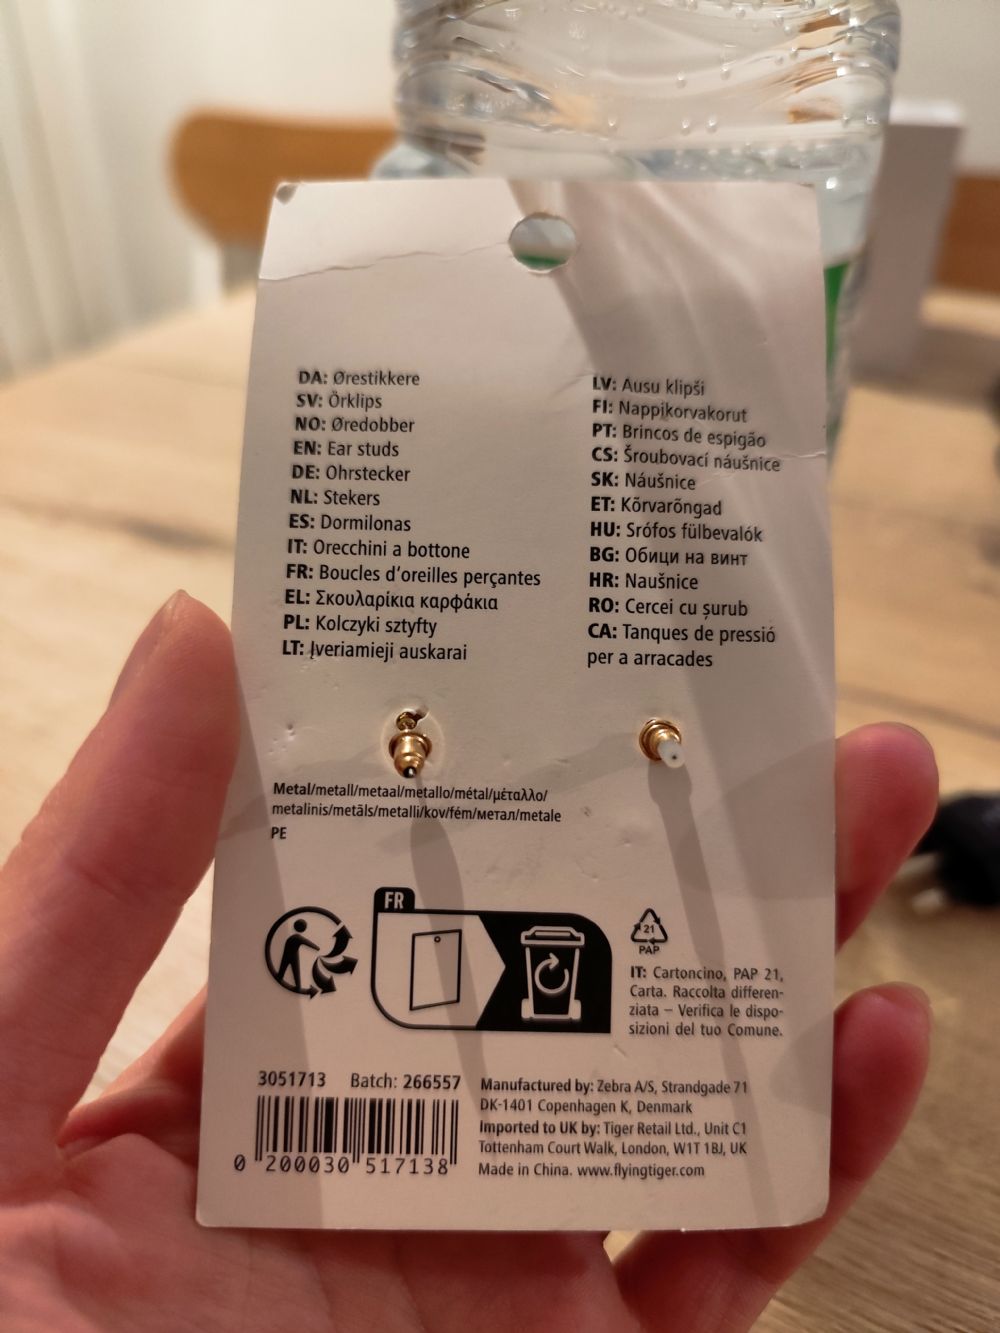 DA: Ørestikkere
SV: Örklips
NO: Øredobber
EN: Ear studs
DE: Ohrstecker
NL: Stekers
ES: Dormilonas
IT: Orecchini a bottone
FR: Boucles d'oreilles perçantes
EL: Σκουλαρίκια καρφάκια
PL: Kolczyki sztyfty
LT: Įveriamieji auskarai
LV: Ausu klipši
FI: Nappikorvakorut
PT: Brincos de espigão
CS: Šroubovací náušnice
SK: Náušnice
ET: Kõrvarõngad
HU: Srófos fülbevalók
BG: Обици на винт
HR: Naušnice
RO: Cercei cu șurub
CA: Tanques de pressió
per a arracades
Metal/metall/metaal/metallo/métal/μέταλλο/
metalinis/metāls/metalli/kov/fém/метал/metale
PE
FR
21
PAP
IT: Cartoncino, PAP 21,
Carta. Raccolta differen-
ziata – Verifica le dispo-
sizioni del tuo Comune.
3051713 Batch: 266557
0 200030 517138
Manufactured by: Zebra A/S, Strandgade 71
DK-1401 Copenhagen K, Denmark
Imported to UK by: Tiger Retail Ltd., Unit C1
Tottenham Court Walk, London, W1T 1BJ, UK
Made in China. www.flyingtiger.com